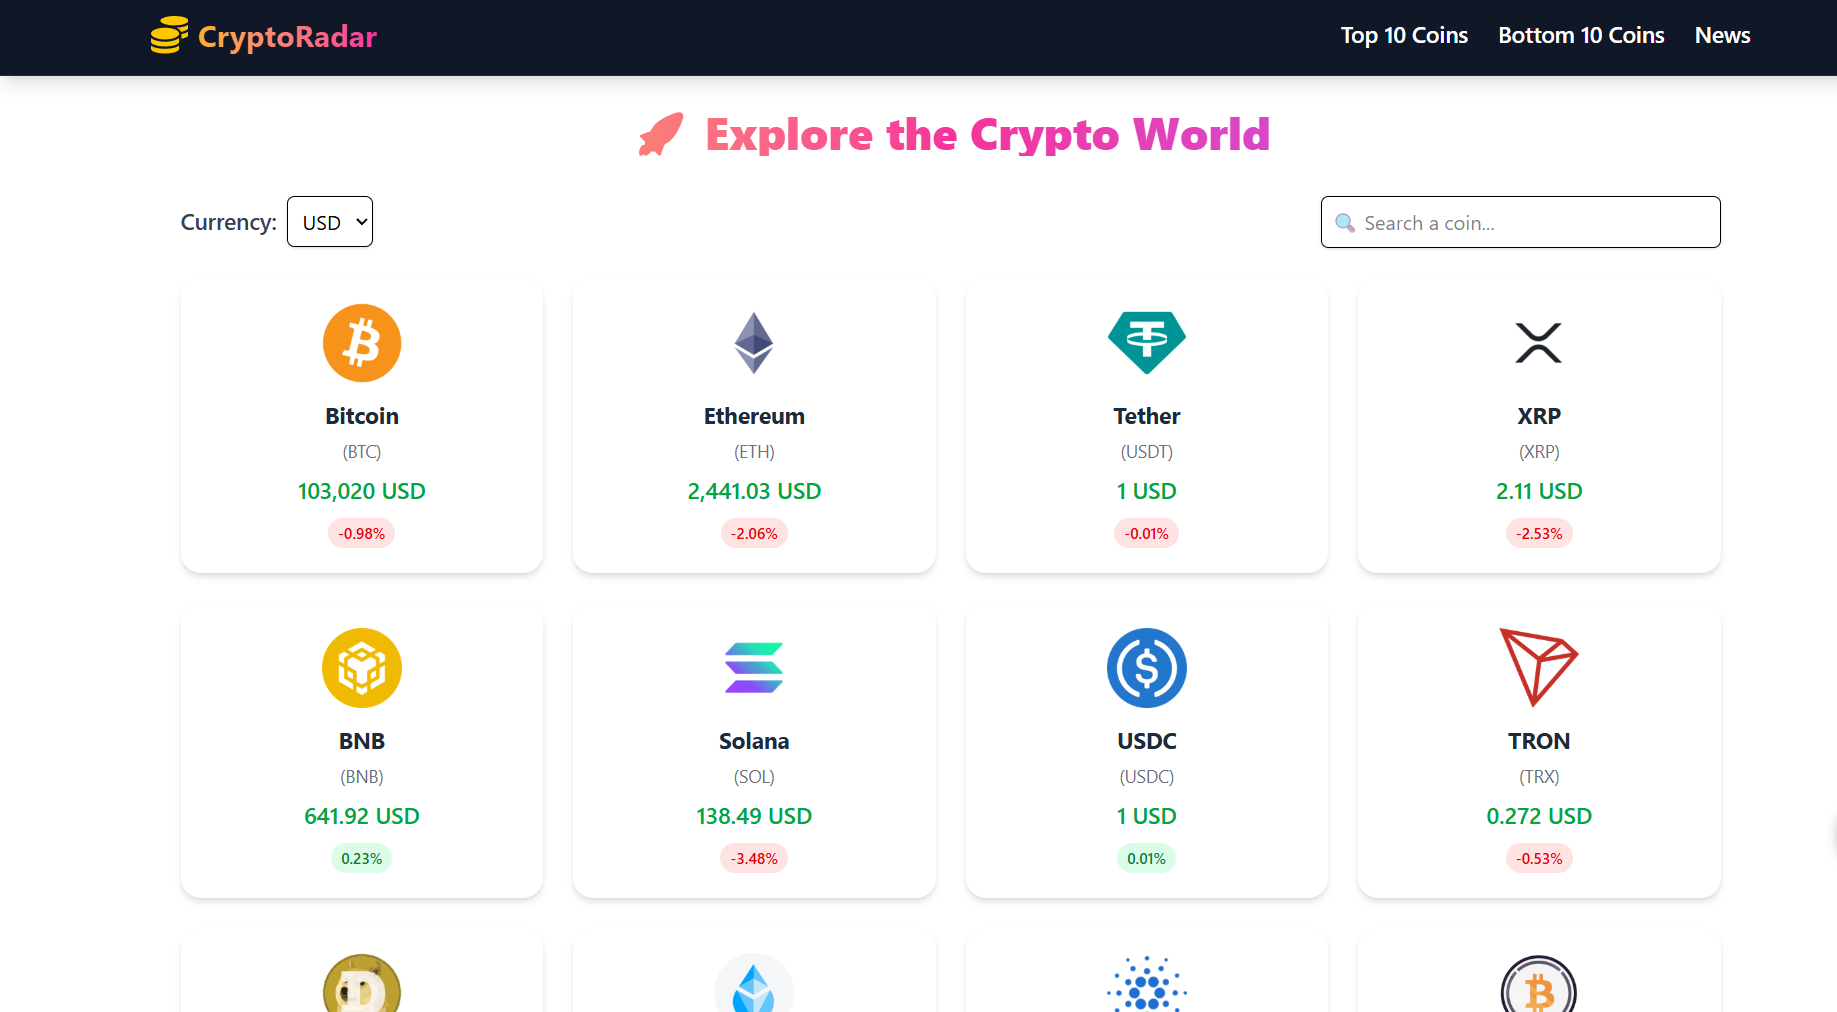 CryptoRadar
Top 10 Coins Bottom 10 Coins News
Explore the Crypto World
Currency: USD
Search a coin...
Bitcoin
(BTC)
103,020 USD
-0.98%
Ethereum
(ETH)
2,441.03 USD
-2.06%
Tether
(USDT)
1 USD
-0.01%
XRP
(XRP)
2.11 USD
-2.53%
BNB
(BNB)
641.92 USD
0.23%
Solana
(SOL)
138.49 USD
-3.48%
USDC
(USDC)
1 USD
0.01%
TRON
(TRX)
0.272 USD
-0.53%